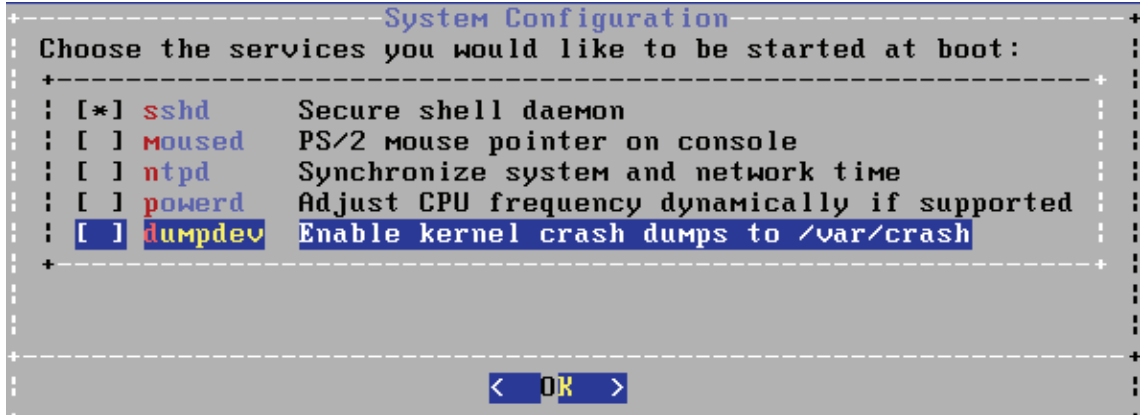 System Configuration
Choose the services you would like to be started at boot:
[*] sshd Secure shell daemon
[ ] moused PS/2 mouse pointer on console
[ ] ntpd Synchronize system and network time
[ ] powerd Adjust CPU frequency dynamically if supported
[ ] dumpdev Enable kernel crash dumps to /var/crash
< OK >